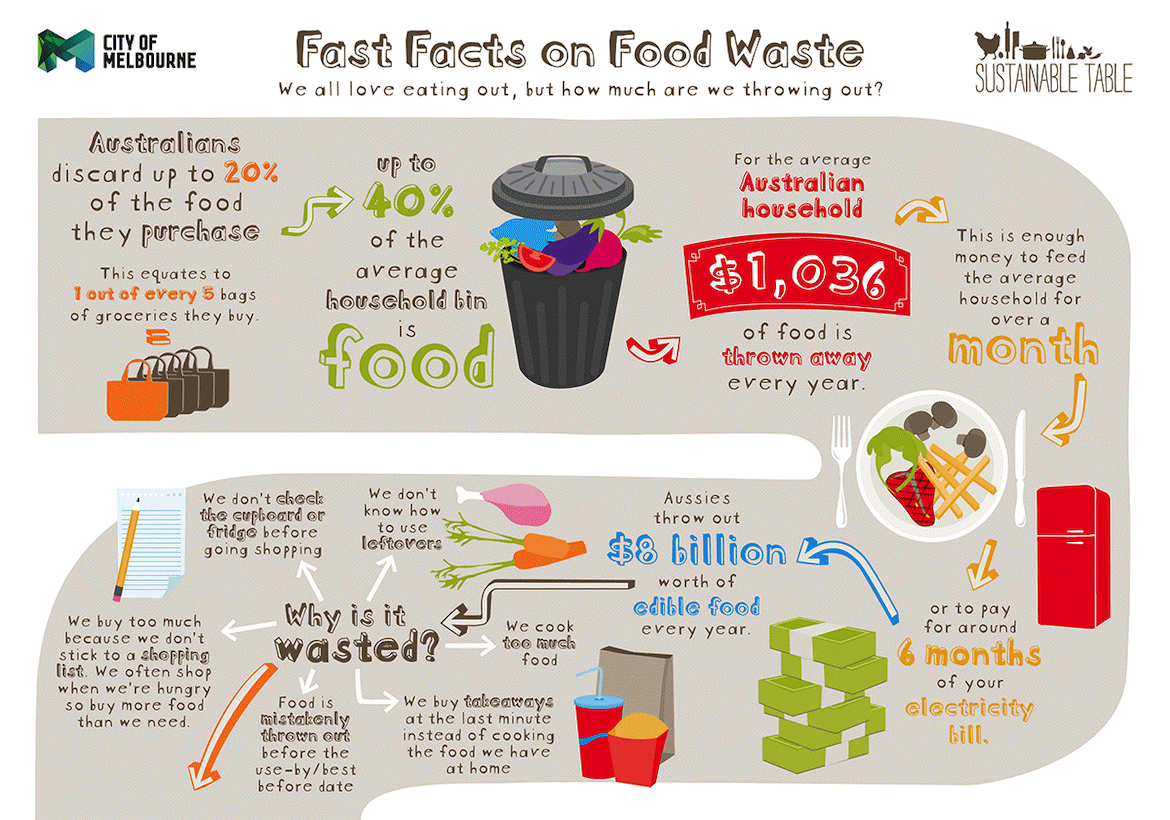 CITY OF
MELBOURNE
Fast Facts on Food Waste
We all love eating out, but how much are we throwing out?
SUSTAINABLE TABLE
Australians
discard up to 20%
of the food
they purchase
This equates to
1 out of every 5 bags
of groceries they buy.
up to
40%
of the
average
household bin
is
food
For the average
Australian
household
$1,036
of food is
thrown away
every year.
This is enough
money to feed
the average
household for
over a
month
or to pay
for around
6 months
of your
electricity
bill.
Aussies
throw out
$8 billion
worth of
edible food
every year.
Why is it
wasted?
We don't check
the cupboard or
fridge before
going shopping
We don't
know how
to use
leftovers
We cook
too much
food
We buy takeaways
at the last minute
instead of cooking
the food we have
at home
Food is
mistakenly
thrown out
before the
use-by/best
before date
We buy too much
because we don't
stick to a shopping
list. We often shop
when we're hungry
so buy more food
than we need.